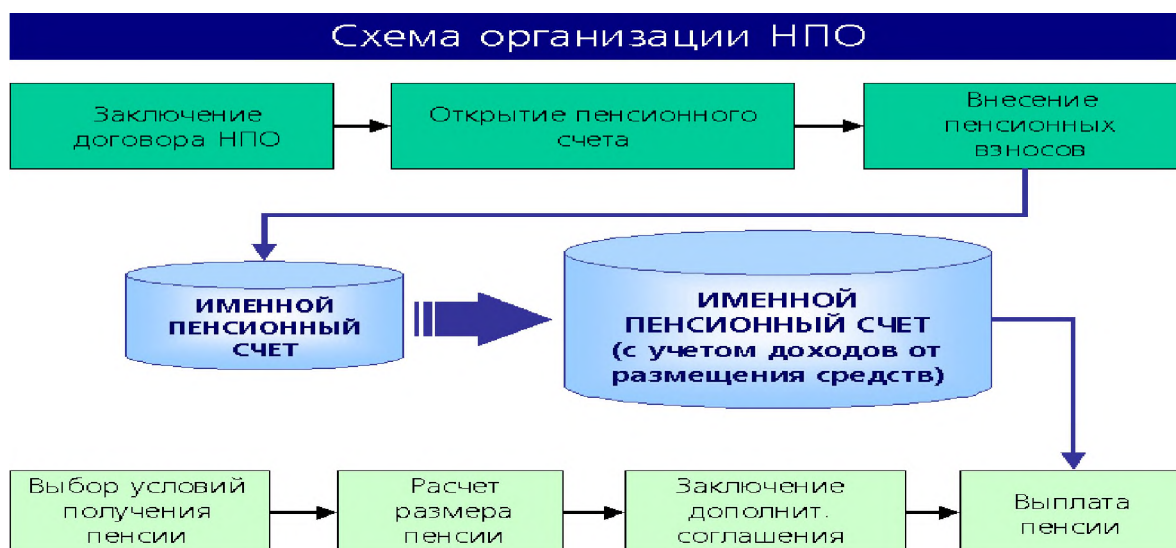 Схема организации НПО
Заключение
договора НПО
Открытие пенсионного
счета
Внесение
пенсионных
взносов
ИМЕННОЙ
ПЕНСИОННЫЙ
СЧЕТ
ИМЕННОЙ
ПЕНСИОННЫЙ СЧЕТ
(с учетом доходов от
размещения средств)
Выбор условий
получения
пенсии
Расчет
размера
пенсии
Заключение
дополнит.
соглашения
Выплата
пенсии